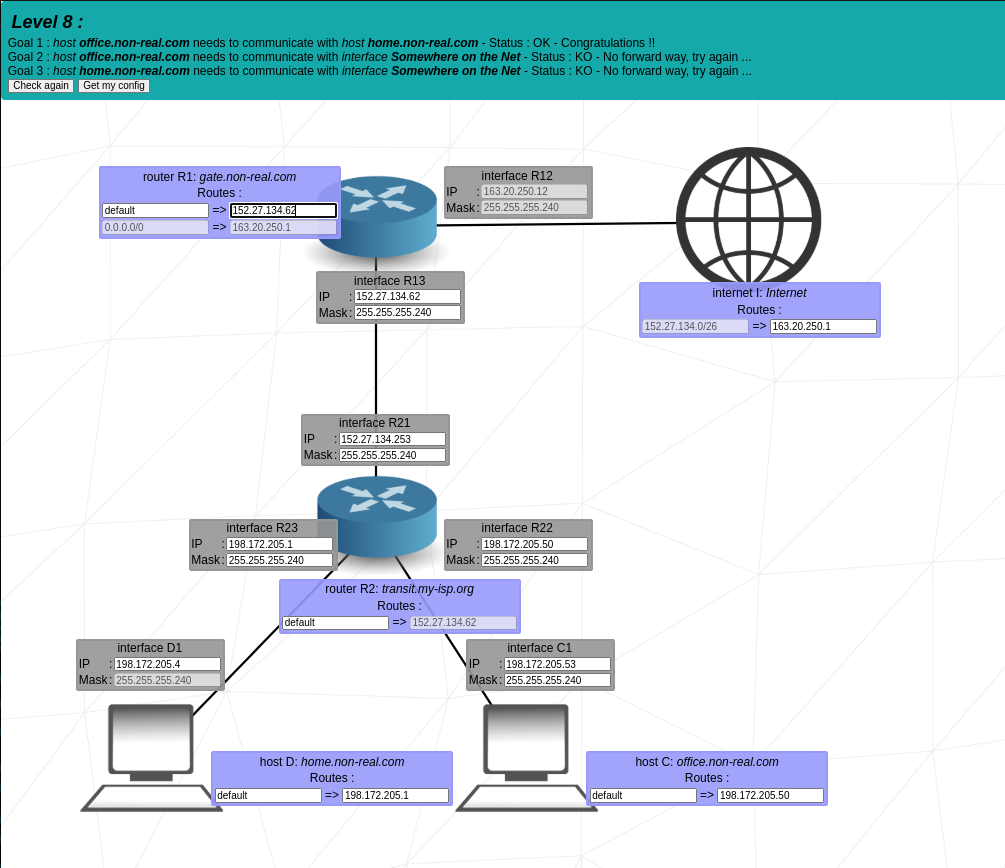 Level 8 :
Goal 1 : host office.non-real.com needs to communicate with host home.non-real.com - Status : OK - Congratulations !!
Goal 2 : host office.non-real.com needs to communicate with interface Somewhere on the Net - Status : KO - No forward way, try again ...
Goal 3 : host home.non-real.com needs to communicate with interface Somewhere on the Net - Status : KO - No forward way, try again ...
Check again Get my config
router R1: gate.non-real.com
Routes :
default => 152.27.134.62
0.0.0.0/0 => 163.20.250.1
interface R12
IP : 163.20.250.12
Mask : 255.255.255.240
interface R13
IP : 152.27.134.62
Mask : 255.255.255.240
internet I: Internet
Routes :
152.27.134.0/26 => 163.20.250.1
interface R21
IP : 152.27.134.253
Mask : 255.255.255.240
interface R23
IP : 198.172.205.1
Mask : 255.255.255.240
interface R22
IP : 198.172.205.50
Mask : 255.255.255.240
router R2: transit.my-isp.org
Routes :
default => 152.27.134.62
interface D1
IP : 198.172.205.4
Mask : 255.255.255.240
interface C1
IP : 198.172.205.53
Mask : 255.255.255.240
host D: home.non-real.com
Routes :
default => 198.172.205.1
host C: office.non-real.com
Routes :
default => 198.172.205.50